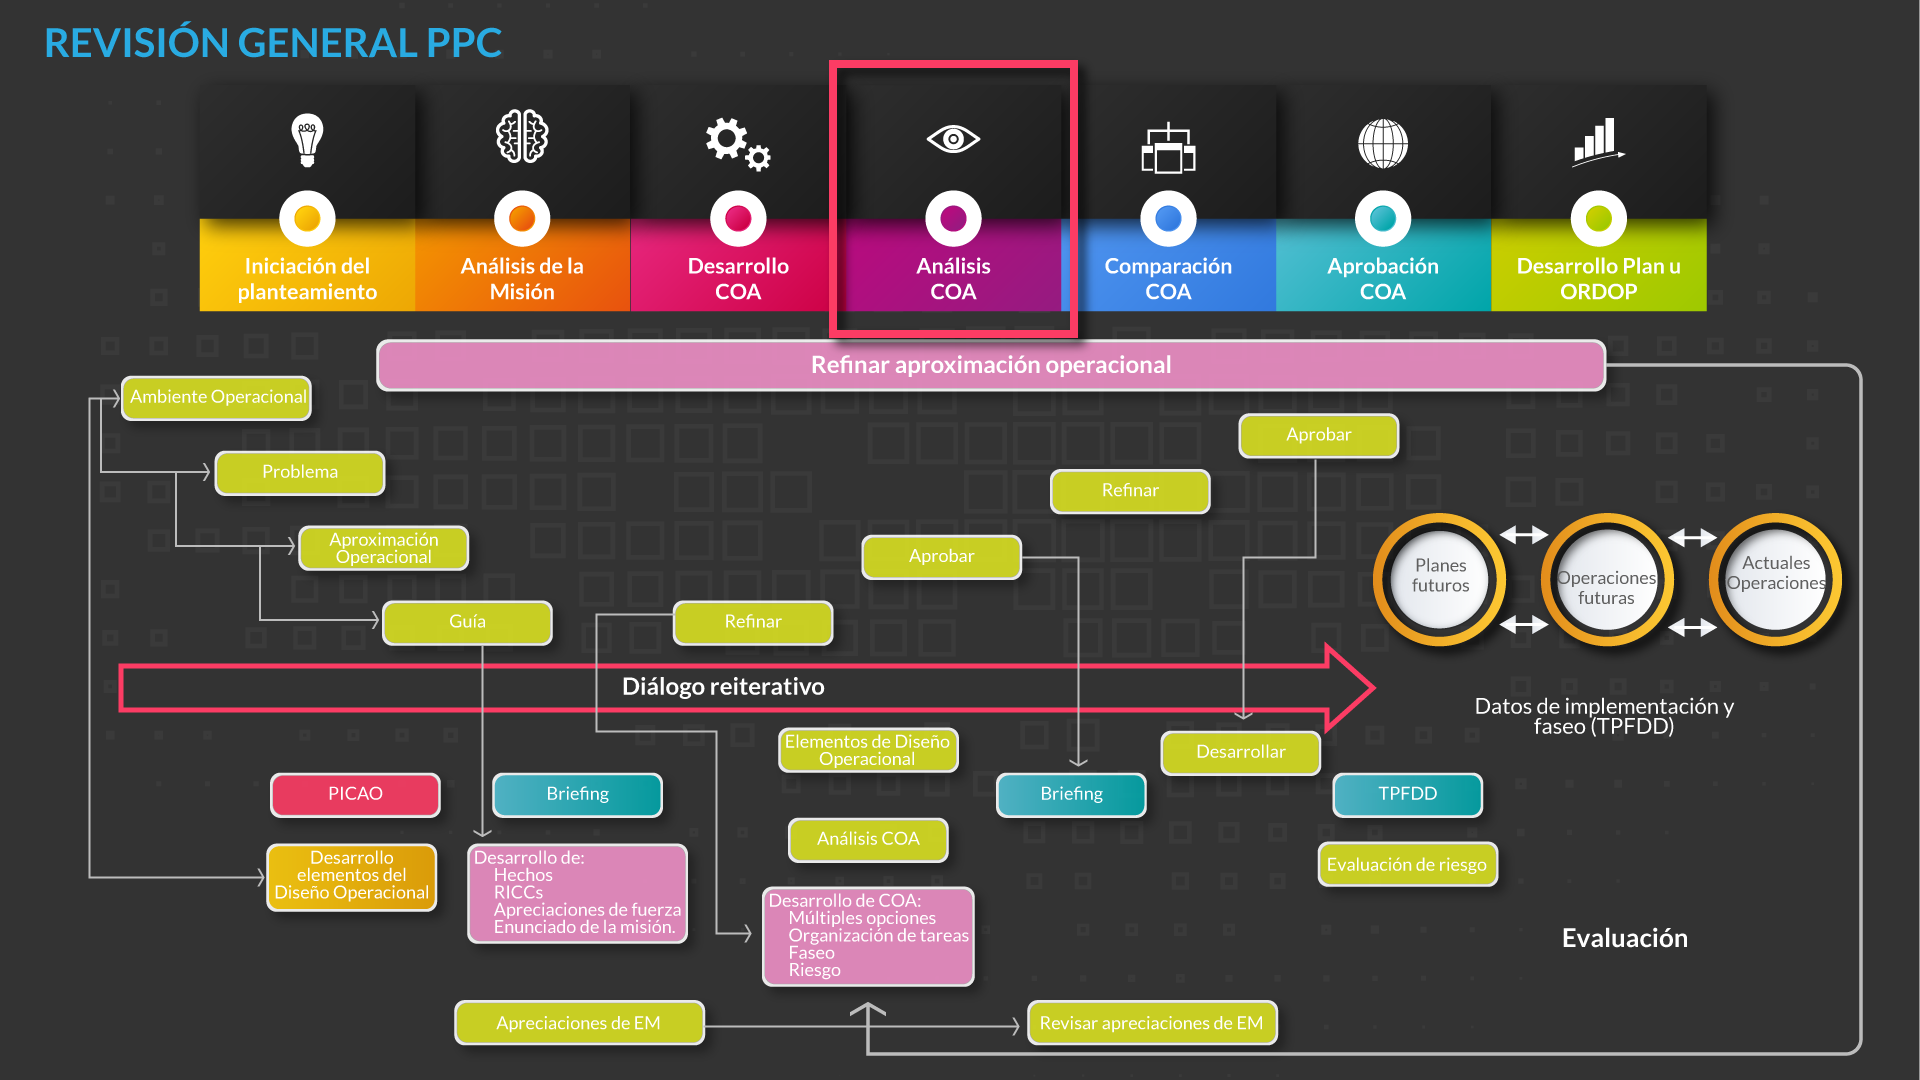 REVISIÓN GENERAL PPC
Iniciación del
planteamiento
Análisis de la
Misión
Desarrollo
COA
Análisis
COA
Comparación
COA
Aprobación
COA
Desarrollo Plan u
ORDOP
Refinar aproximación operacional
Ambiente Operacional
Problema
Aproximación
Operacional
Guía
Refinar
Aprobar
Refinar
Aprobar
Planes
futuros
Operaciones
futuras
Actuales
Operaciones
Diálogo reiterativo
Datos de implementación y
faseo (TPFDD)
Elementos de Diseño
Operacional
Desarrollar
PICAO
Briefing
Briefing
TPFDD
Análisis COA
Evaluación de riesgo
Desarrollo
elementos del
Diseño Operacional
Desarrollo de:
Hechos
RICCs
Apreciaciones de fuerza
Enunciado de la misión.
Desarrollo de COA:
Múltiples opciones
Organización de tareas
Faseo
Riesgo
Evaluación
Apreciaciones de EM
Revisar apreciaciones de EM